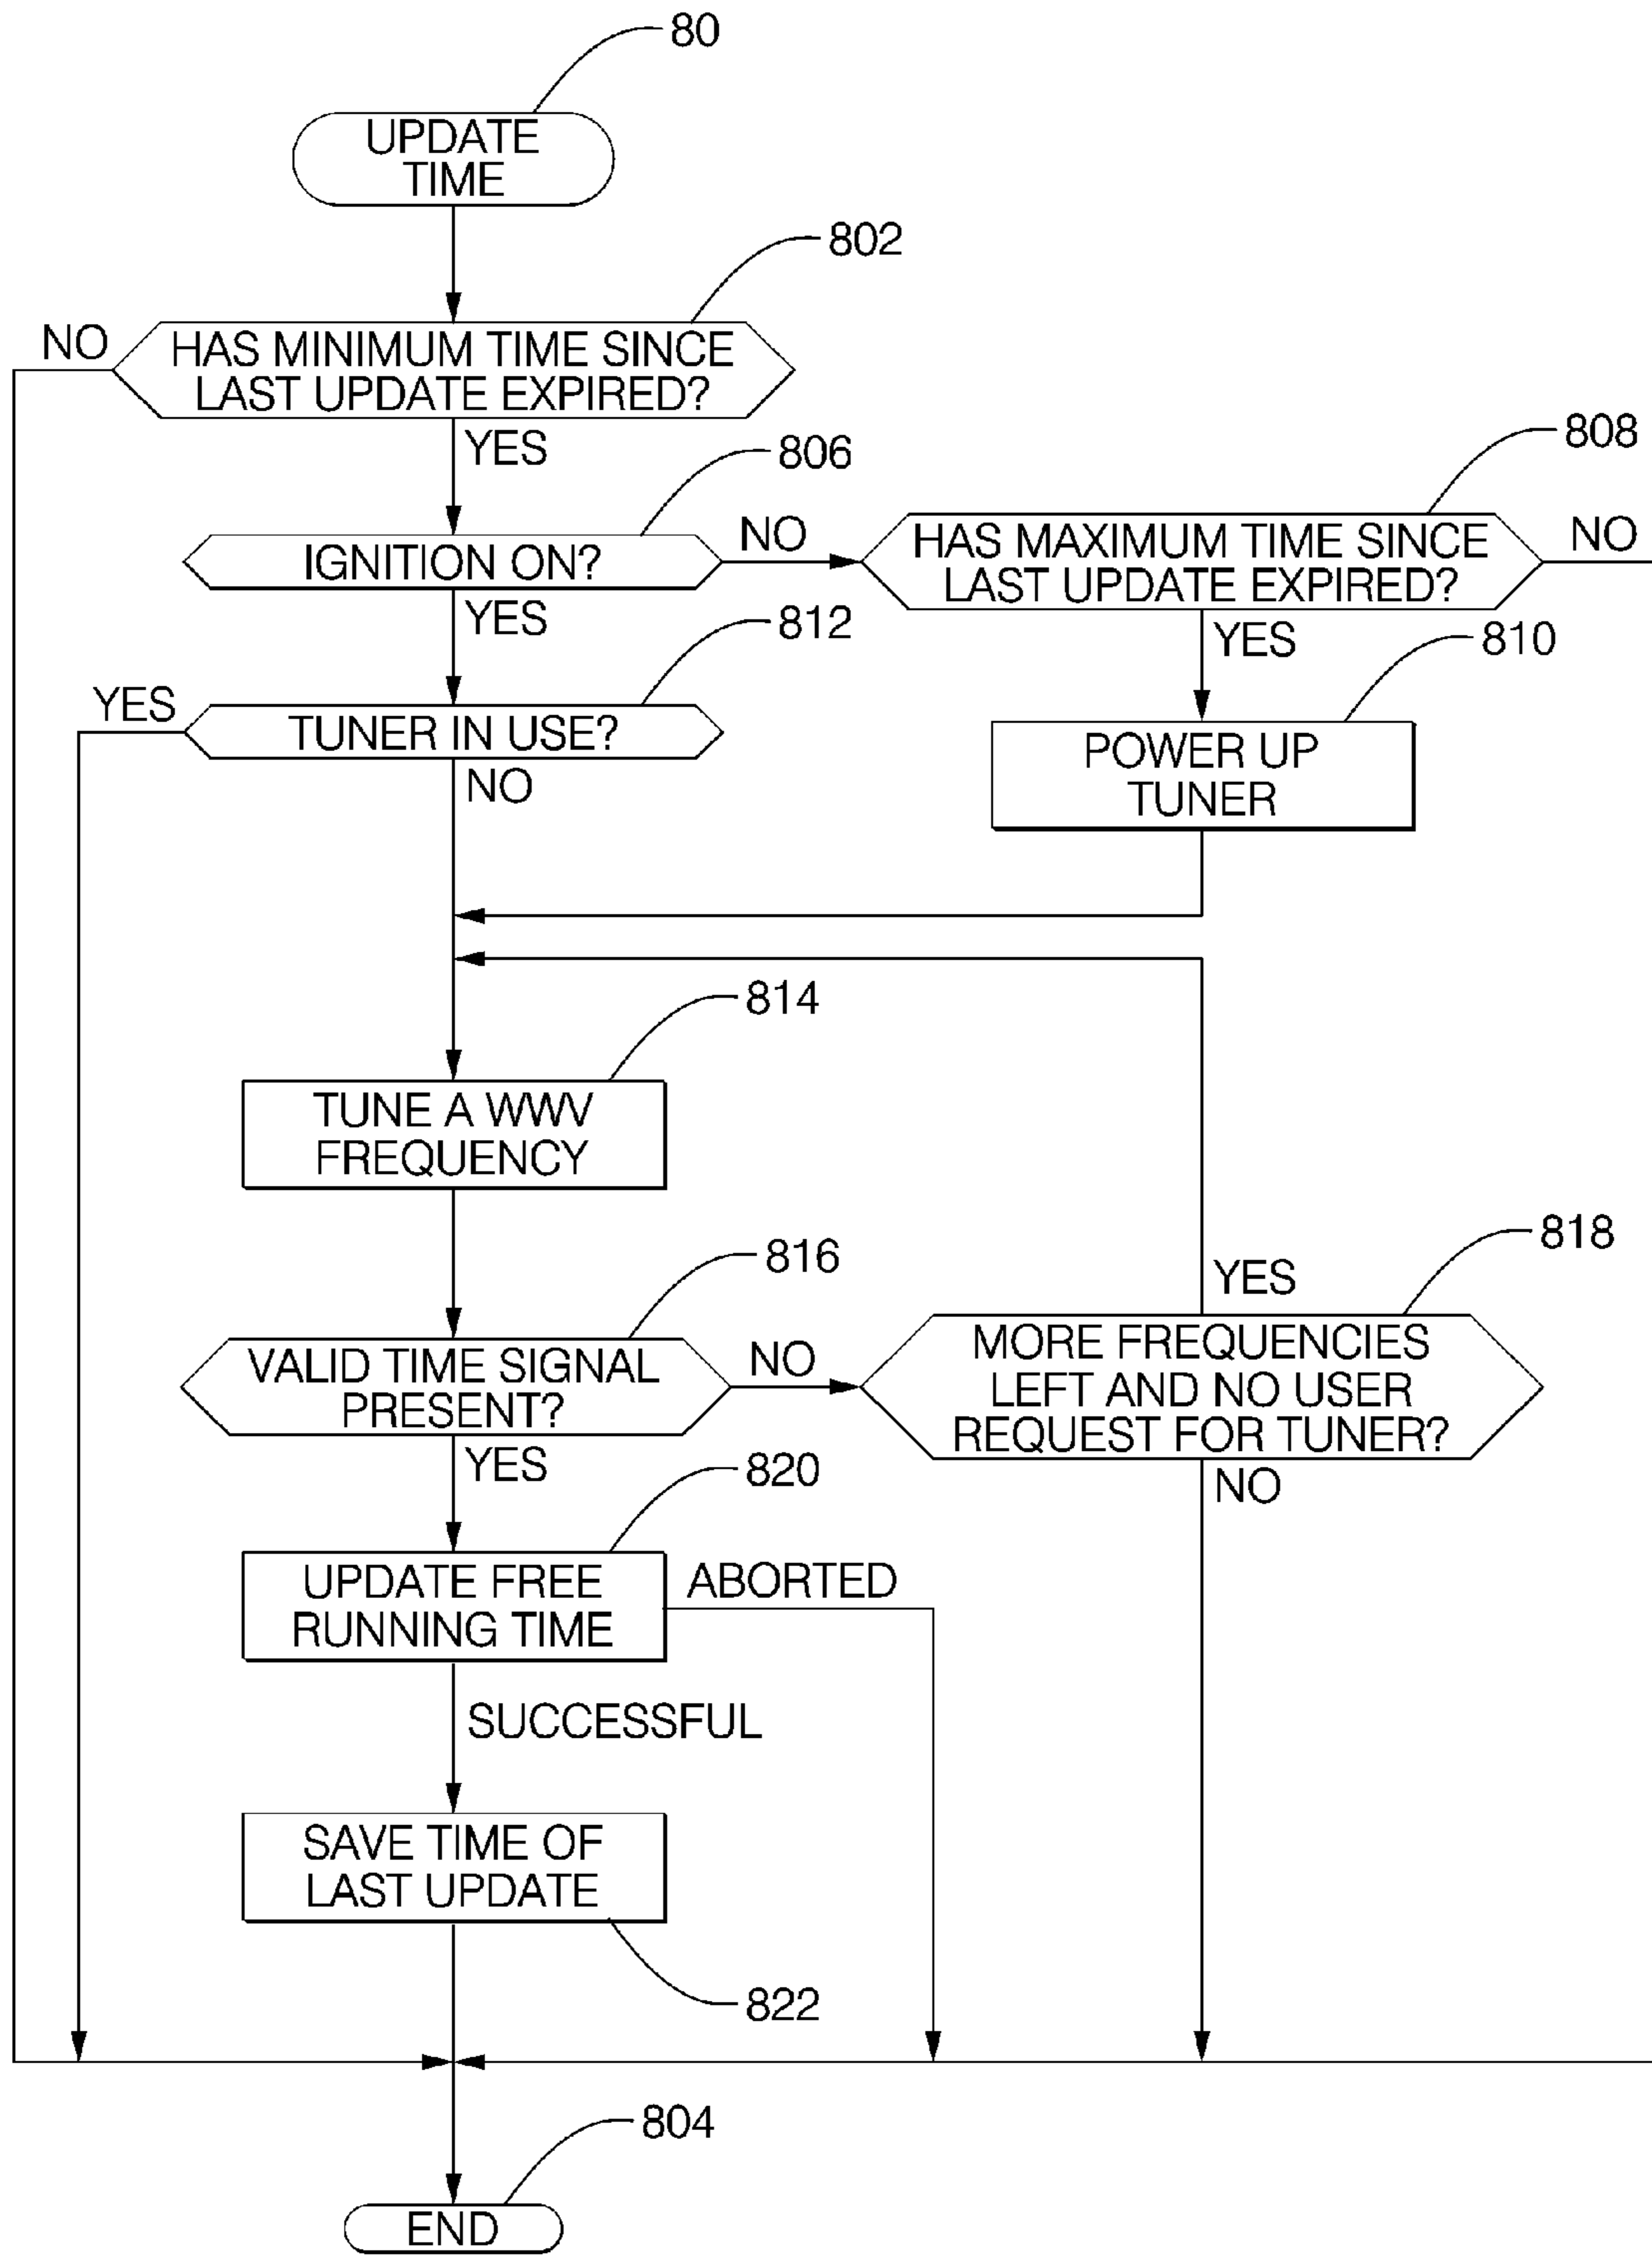 80
UPDATE
TIME
802
NO
HAS MINIMUM TIME SINCE
LAST UPDATE EXPIRED?
YES
806
808
IGNITION ON?
NO
HAS MAXIMUM TIME SINCE
LAST UPDATE EXPIRED?
NO
YES
812
YES
810
YES
TUNER IN USE?
NO
POWER UP
TUNER
814
TUNE A WWV
FREQUENCY
816
818
YES
VALID TIME SIGNAL
PRESENT?
NO
MORE FREQUENCIES
LEFT AND NO USER
REQUEST FOR TUNER?
YES
820
NO
UPDATE FREE
RUNNING TIME
ABORTED
SUCCESSFUL
SAVE TIME OF
LAST UPDATE
822
804
END